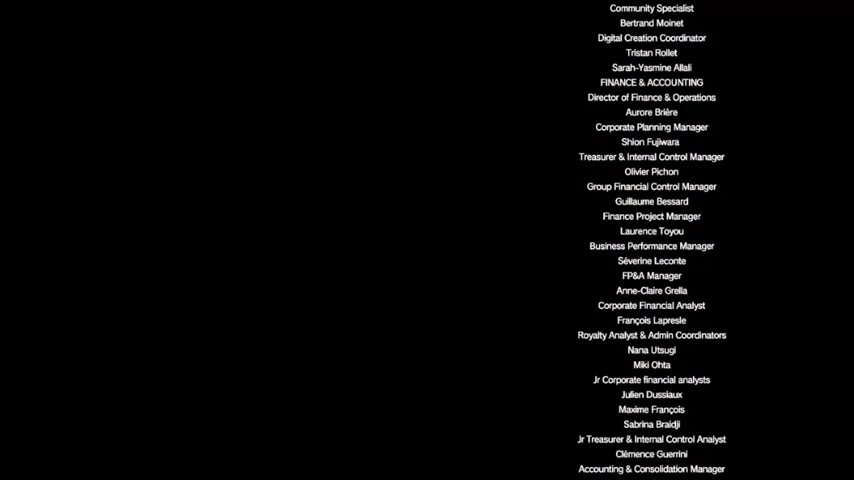 Community Specialist
Bertrand Moinet
Digital Creation Coordinator
Tristan Rollet
Sarah-Yasmine Allali
FINANCE & ACCOUNTING
Director of Finance & Operations
Aurore Brière
Corporate Planning Manager
Shion Fujiwara
Treasurer & Internal Control Manager
Olivier Pichon
Group Financial Control Manager
Guillaume Bessard
Finance Project Manager
Laurence Toyou
Business Performance Manager
Séverine Leconte
FP&A Manager
Anne-Claire Grella
Corporate Financial Analyst
François Lapresle
Royalty Analyst & Admin Coordinators
Nana Utsugi
Miki Ohta
Jr Corporate financial analysts
Julien Dussiaux
Maxime François
Sabrina Braidji
Jr Treasurer & Internal Control Analyst
Clémence Guerrini
Accounting & Consolidation Manager